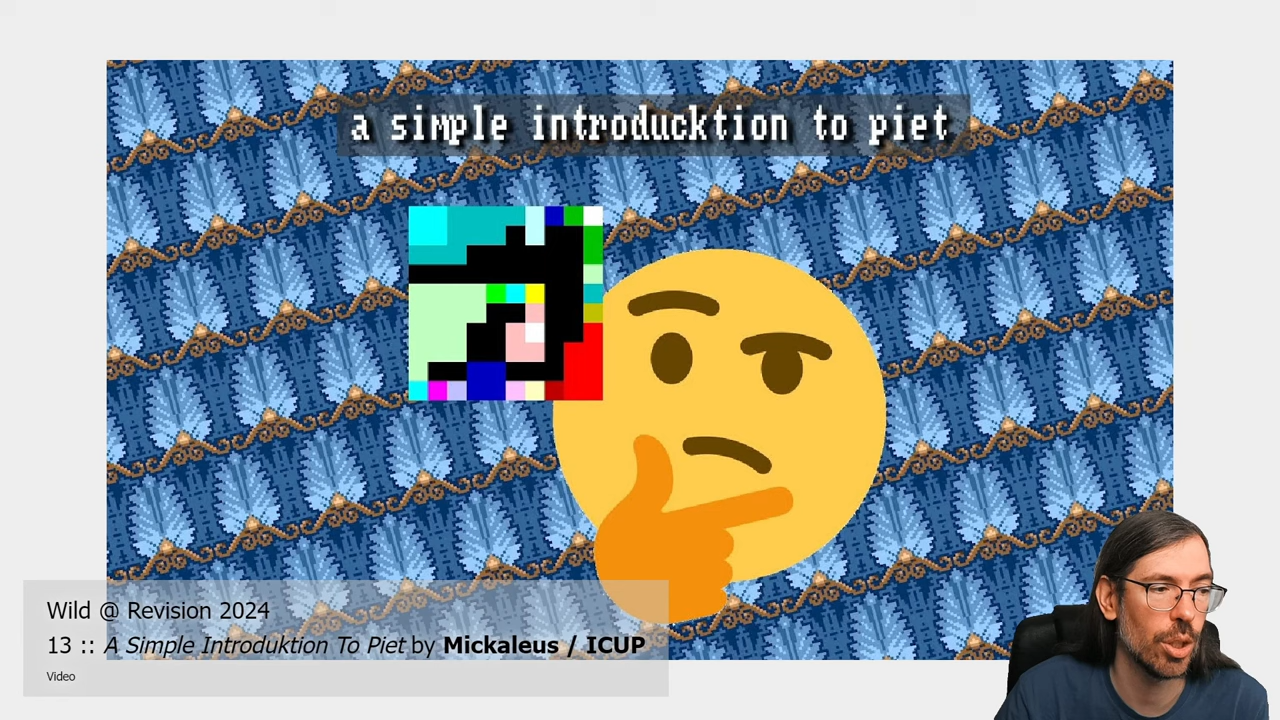 a simple introducktion to piet
Wild @ Revision 2024
13 :: A Simple Introduktion To Piet by Mickaleus / ICUP
Video